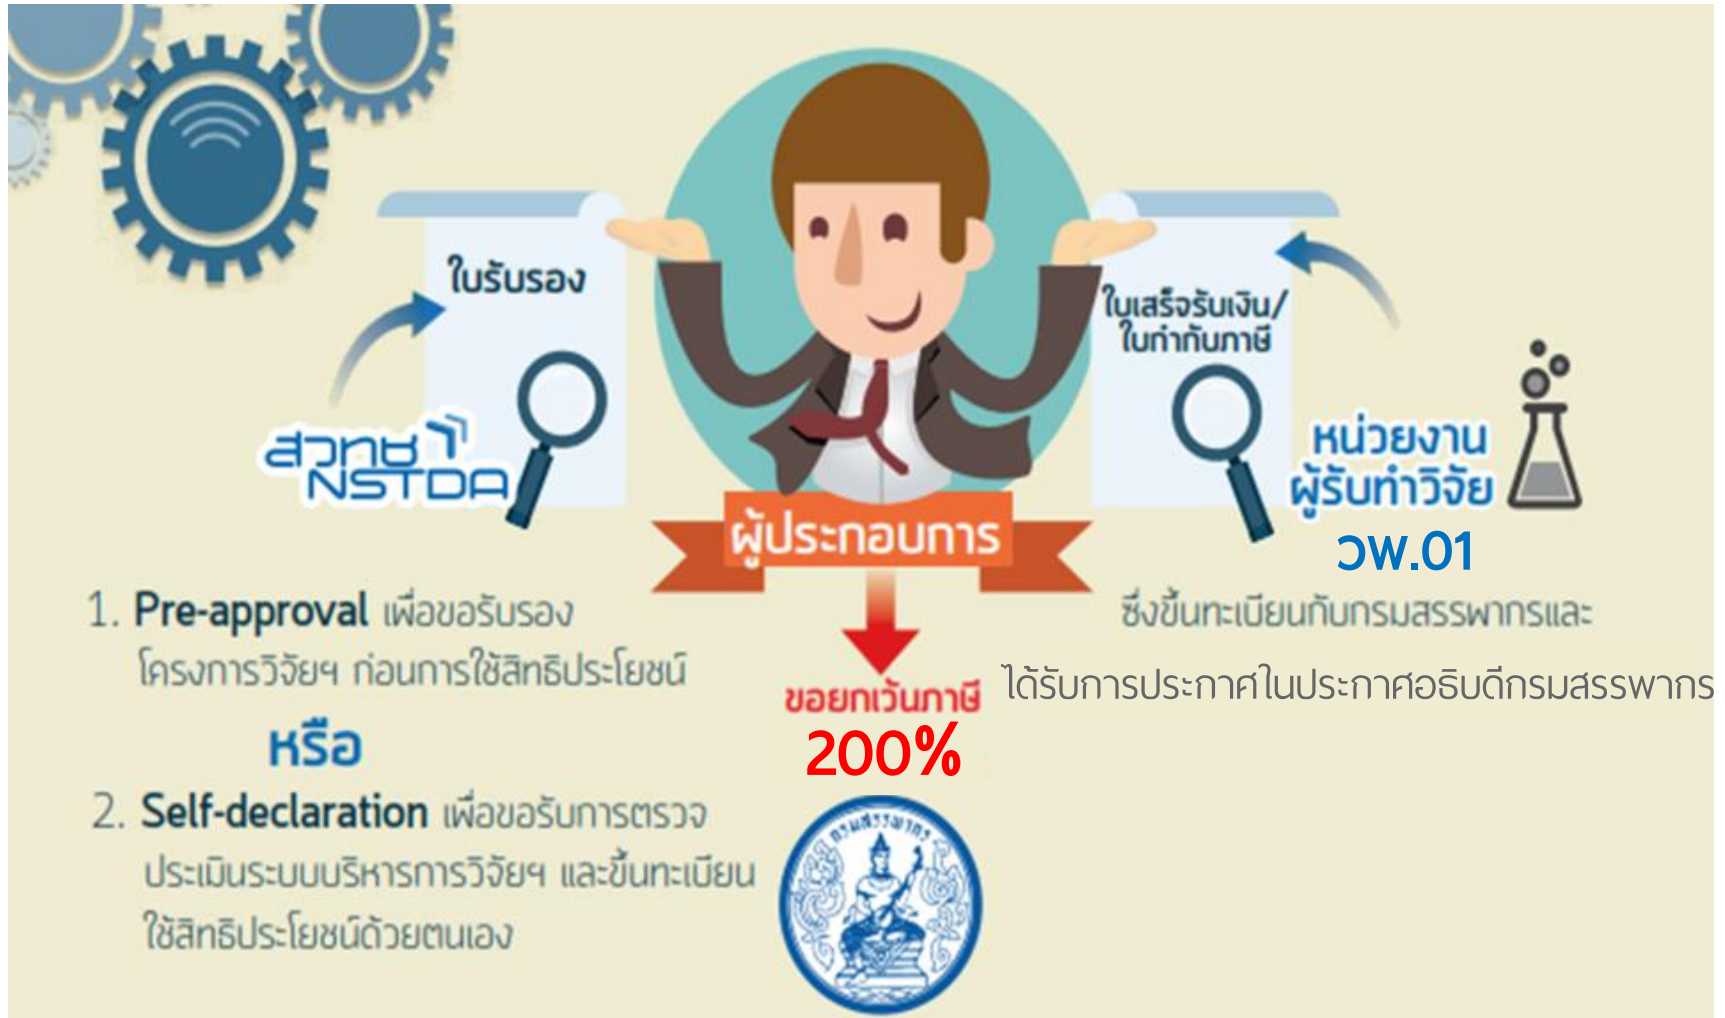 ใบรับรอง
สวทช
NSTDA
ใบเสร็จรับเงิน/
ใบกำกับภาษี
หน่วยงาน
ผู้รับทำวิจัย
วพ.01
ซึ่งขึ้นทะเบียนกับกรมสรรพากรและ
ได้รับการประกาศในประกาศอธิบดีกรมสรรพากร
ผู้ประกอบการ
1. Pre-approval เพื่อขอรับรอง
โครงการวิจัยฯ ก่อนการใช้สิทธิประโยชน์
หรือ
2. Self-declaration เพื่อขอรับการตรวจ
ประเมินระบบบริหารการวิจัยฯ และขึ้นทะเบียน
ใช้สิทธิประโยชน์ด้วยตนเอง
ขอยกเว้นภาษี
200%
กรมสรรพากร